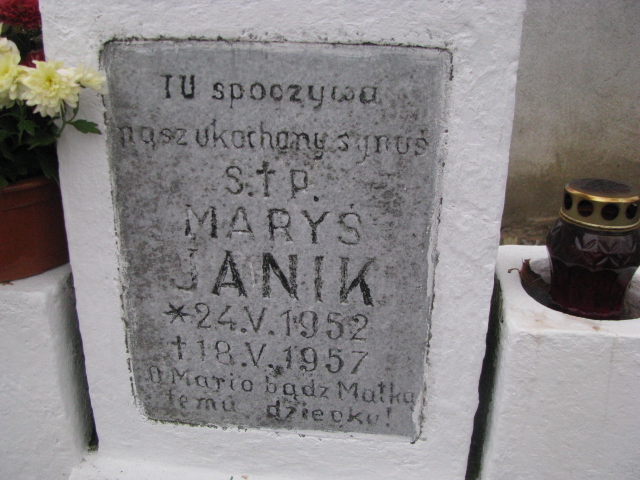 TU spoczywa
nasz ukochany synuś
S.†P.
MARYŚ
JANIK
*24.V.1952
†18.V.1957
O Mario bądź Matką
temu dziecku!